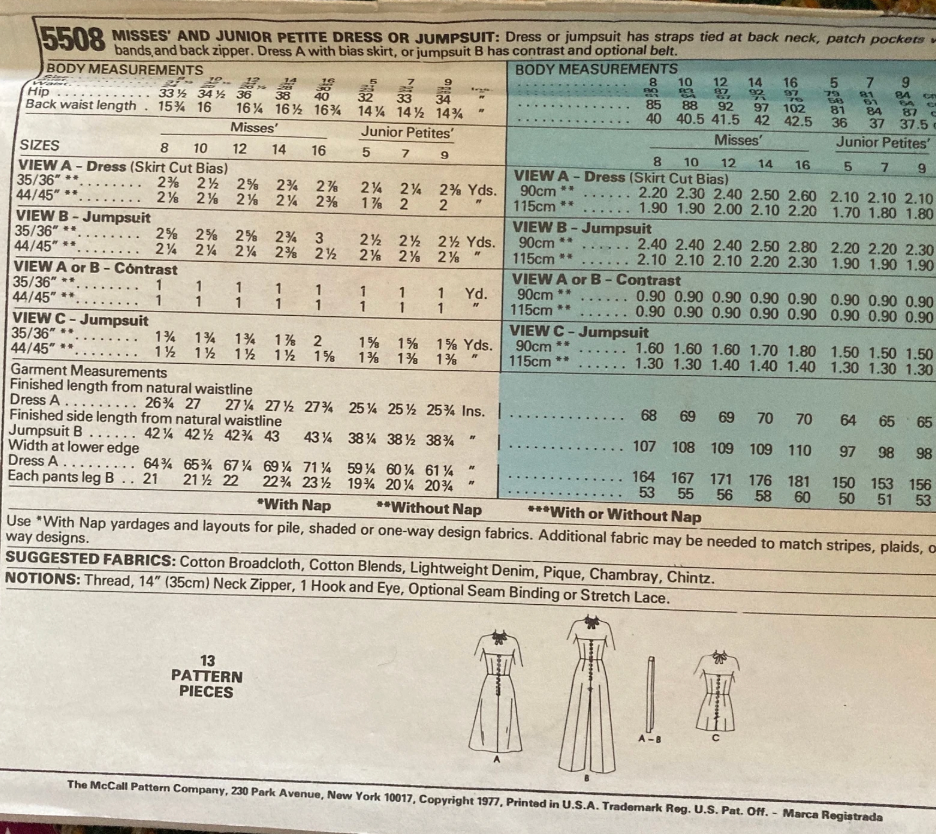 5508 MISSES' AND JUNIOR PETITE DRESS OR JUMPSUIT: Dress or jumpsuit has straps tied at back neck, patch pockets
bands and back zipper. Dress A with bias skirt, or jumpsuit B has contrast and optional belt.
BODY MEASUREMENTS
Hip 33 ½ 34 ½ 36 38 40 32 33 34 "
Back waist length . 15 ¾ 16 16 ¼ 16 ½ 16 ¾ 14 ¼ 14 ½ 14 ¾ "
Misses' Junior Petites'
SIZES 8 10 12 14 16 5 7 9
VIEW A - Dress (Skirt Cut Bias)
35/36" ** 2⅜ 2½ 2⅝ 2¾ 2⅞ 2¼ 2¼ 2⅜ Yds.
44/45" ** 2⅛ 2⅛ 2⅛ 2¼ 2⅜ 1⅞ 2 2 "
VIEW B - Jumpsuit
35/36" ** 2⅝ 2⅝ 2⅝ 2¾ 3 2½ 2½ 2½ Yds.
44/45" ** 2¼ 2¼ 2¼ 2⅜ 2½ 2⅛ 2⅛ 2⅛ "
VIEW A or B - Contrast
35/36" ** 1 1 1 1 1 1 1 1 Yd.
44/45" ** 1 1 1 1 1 1 1 1 "
VIEW C - Jumpsuit
35/36" ** 1¾ 1¾ 1¾ 1⅞ 2 1⅝ 1⅝ 1⅝ Yds.
44/45" ** 1½ 1½ 1½ 1½ 1⅝ 1⅜ 1⅜ 1⅜ "
Garment Measurements
Finished length from natural waistline
Dress A 26¾ 27 27¼ 27½ 27¾ 25¼ 25½ 25¾ Ins.
Finished side length from natural waistline
Jumpsuit B 42¼ 42½ 42¾ 43 43¼ 38¼ 38½ 38¾ "
Width at lower edge
Dress A 64¾ 65¾ 67¼ 69¼ 71¼ 59¼ 60¼ 61¼ "
Each pants leg B . . 21 21½ 22 22¾ 23½ 19¾ 20¼ 20¾ "
BODY MEASUREMENTS
8 10 12 14 16 5 7 9
85 88 92 97 102 81 84 87
40 40.5 41.5 42 42.5 36 37 37.5
Misses' Junior Petites'
8 10 12 14 16 5 7 9
VIEW A - Dress (Skirt Cut Bias)
90cm ** 2.20 2.30 2.40 2.50 2.60 2.10 2.10 2.10
115cm ** 1.90 1.90 2.00 2.10 2.20 1.70 1.80 1.80
VIEW B - Jumpsuit
90cm ** 2.40 2.40 2.40 2.50 2.80 2.20 2.20 2.30
115cm ** 2.10 2.10 2.10 2.20 2.30 1.90 1.90 1.90
VIEW A or B - Contrast
90cm ** 0.90 0.90 0.90 0.90 0.90 0.90 0.90 0.90
115cm ** 0.90 0.90 0.90 0.90 0.90 0.90 0.90 0.90
VIEW C - Jumpsuit
90cm ** 1.60 1.60 1.60 1.70 1.80 1.50 1.50 1.50
115cm ** 1.30 1.30 1.40 1.40 1.40 1.30 1.30 1.30
68 69 69 70 70 64 65 65
107 108 109 109 110 97 98 98
164 167 171 176 181 150 153 156
53 55 56 58 60 50 51 53
*With Nap **Without Nap ***With or Without Nap
Use *With Nap yardages and layouts for pile, shaded or one-way design fabrics. Additional fabric may be needed to match stripes, plaids,
way designs.
SUGGESTED FABRICS: Cotton Broadcloth, Cotton Blends, Lightweight Denim, Pique, Chambray, Chintz.
NOTIONS: Thread, 14" (35cm) Neck Zipper, 1 Hook and Eye, Optional Seam Binding or Stretch Lace.
13
PATTERN
PIECES
A
B
A-B
C
The McCall Pattern Company, 230 Park Avenue, New York 10017, Copyright 1977, Printed in U.S.A. Trademark Reg. U.S. Pat. Off. - Marca Registrada